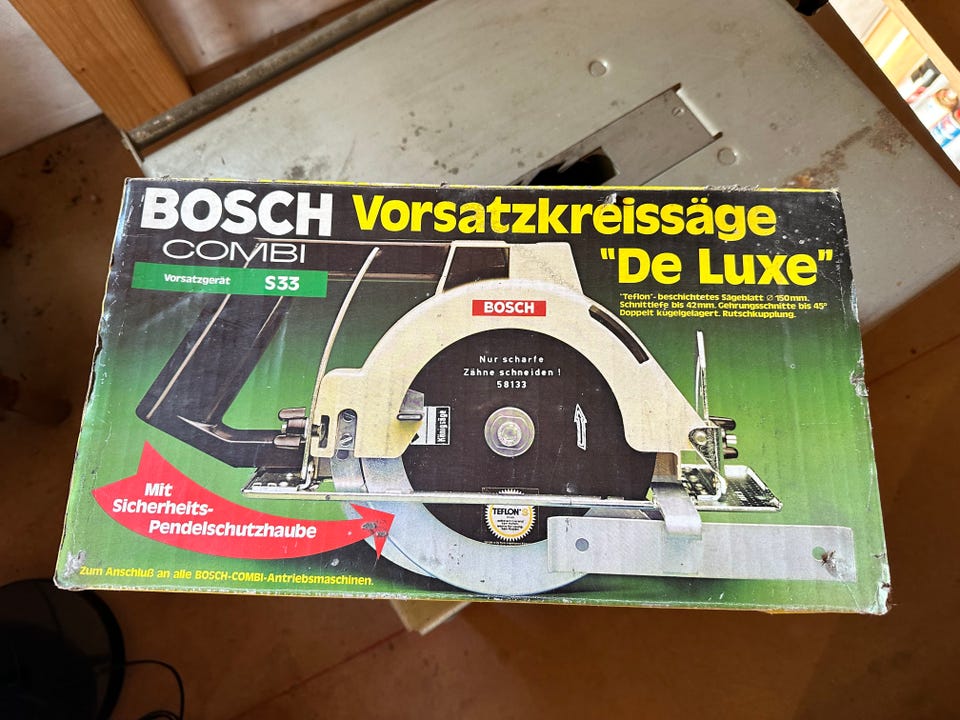 BOSCH
COMBI
Vorsatzgerät S33
Vorsatzkreissäge
"De Luxe"
"Teflon"-beschichtetes Sägeblatt ∅ 150mm.
Schnittiefe bis 42mm. Gehrungsschnitte bis 45°
Doppelt kugelgelagert. Rutschkupplung.
BOSCH
Nur scharfe
Zähne schneiden!
58133
TEFLON S
Mit
Sicherheits-
Pendelschutzhaube
Zum Anschluß an alle BOSCH-COMBI-Antriebsmaschinen.